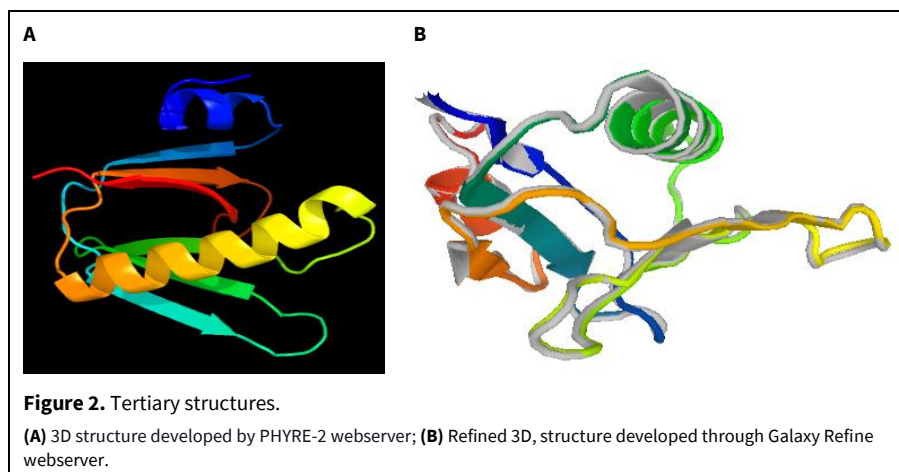 A B
Figure 2. Tertiary structures.
(A) 3D structure developed by PHYRE-2 webserver; (B) Refined 3D, structure developed through Galaxy Refine
webserver.